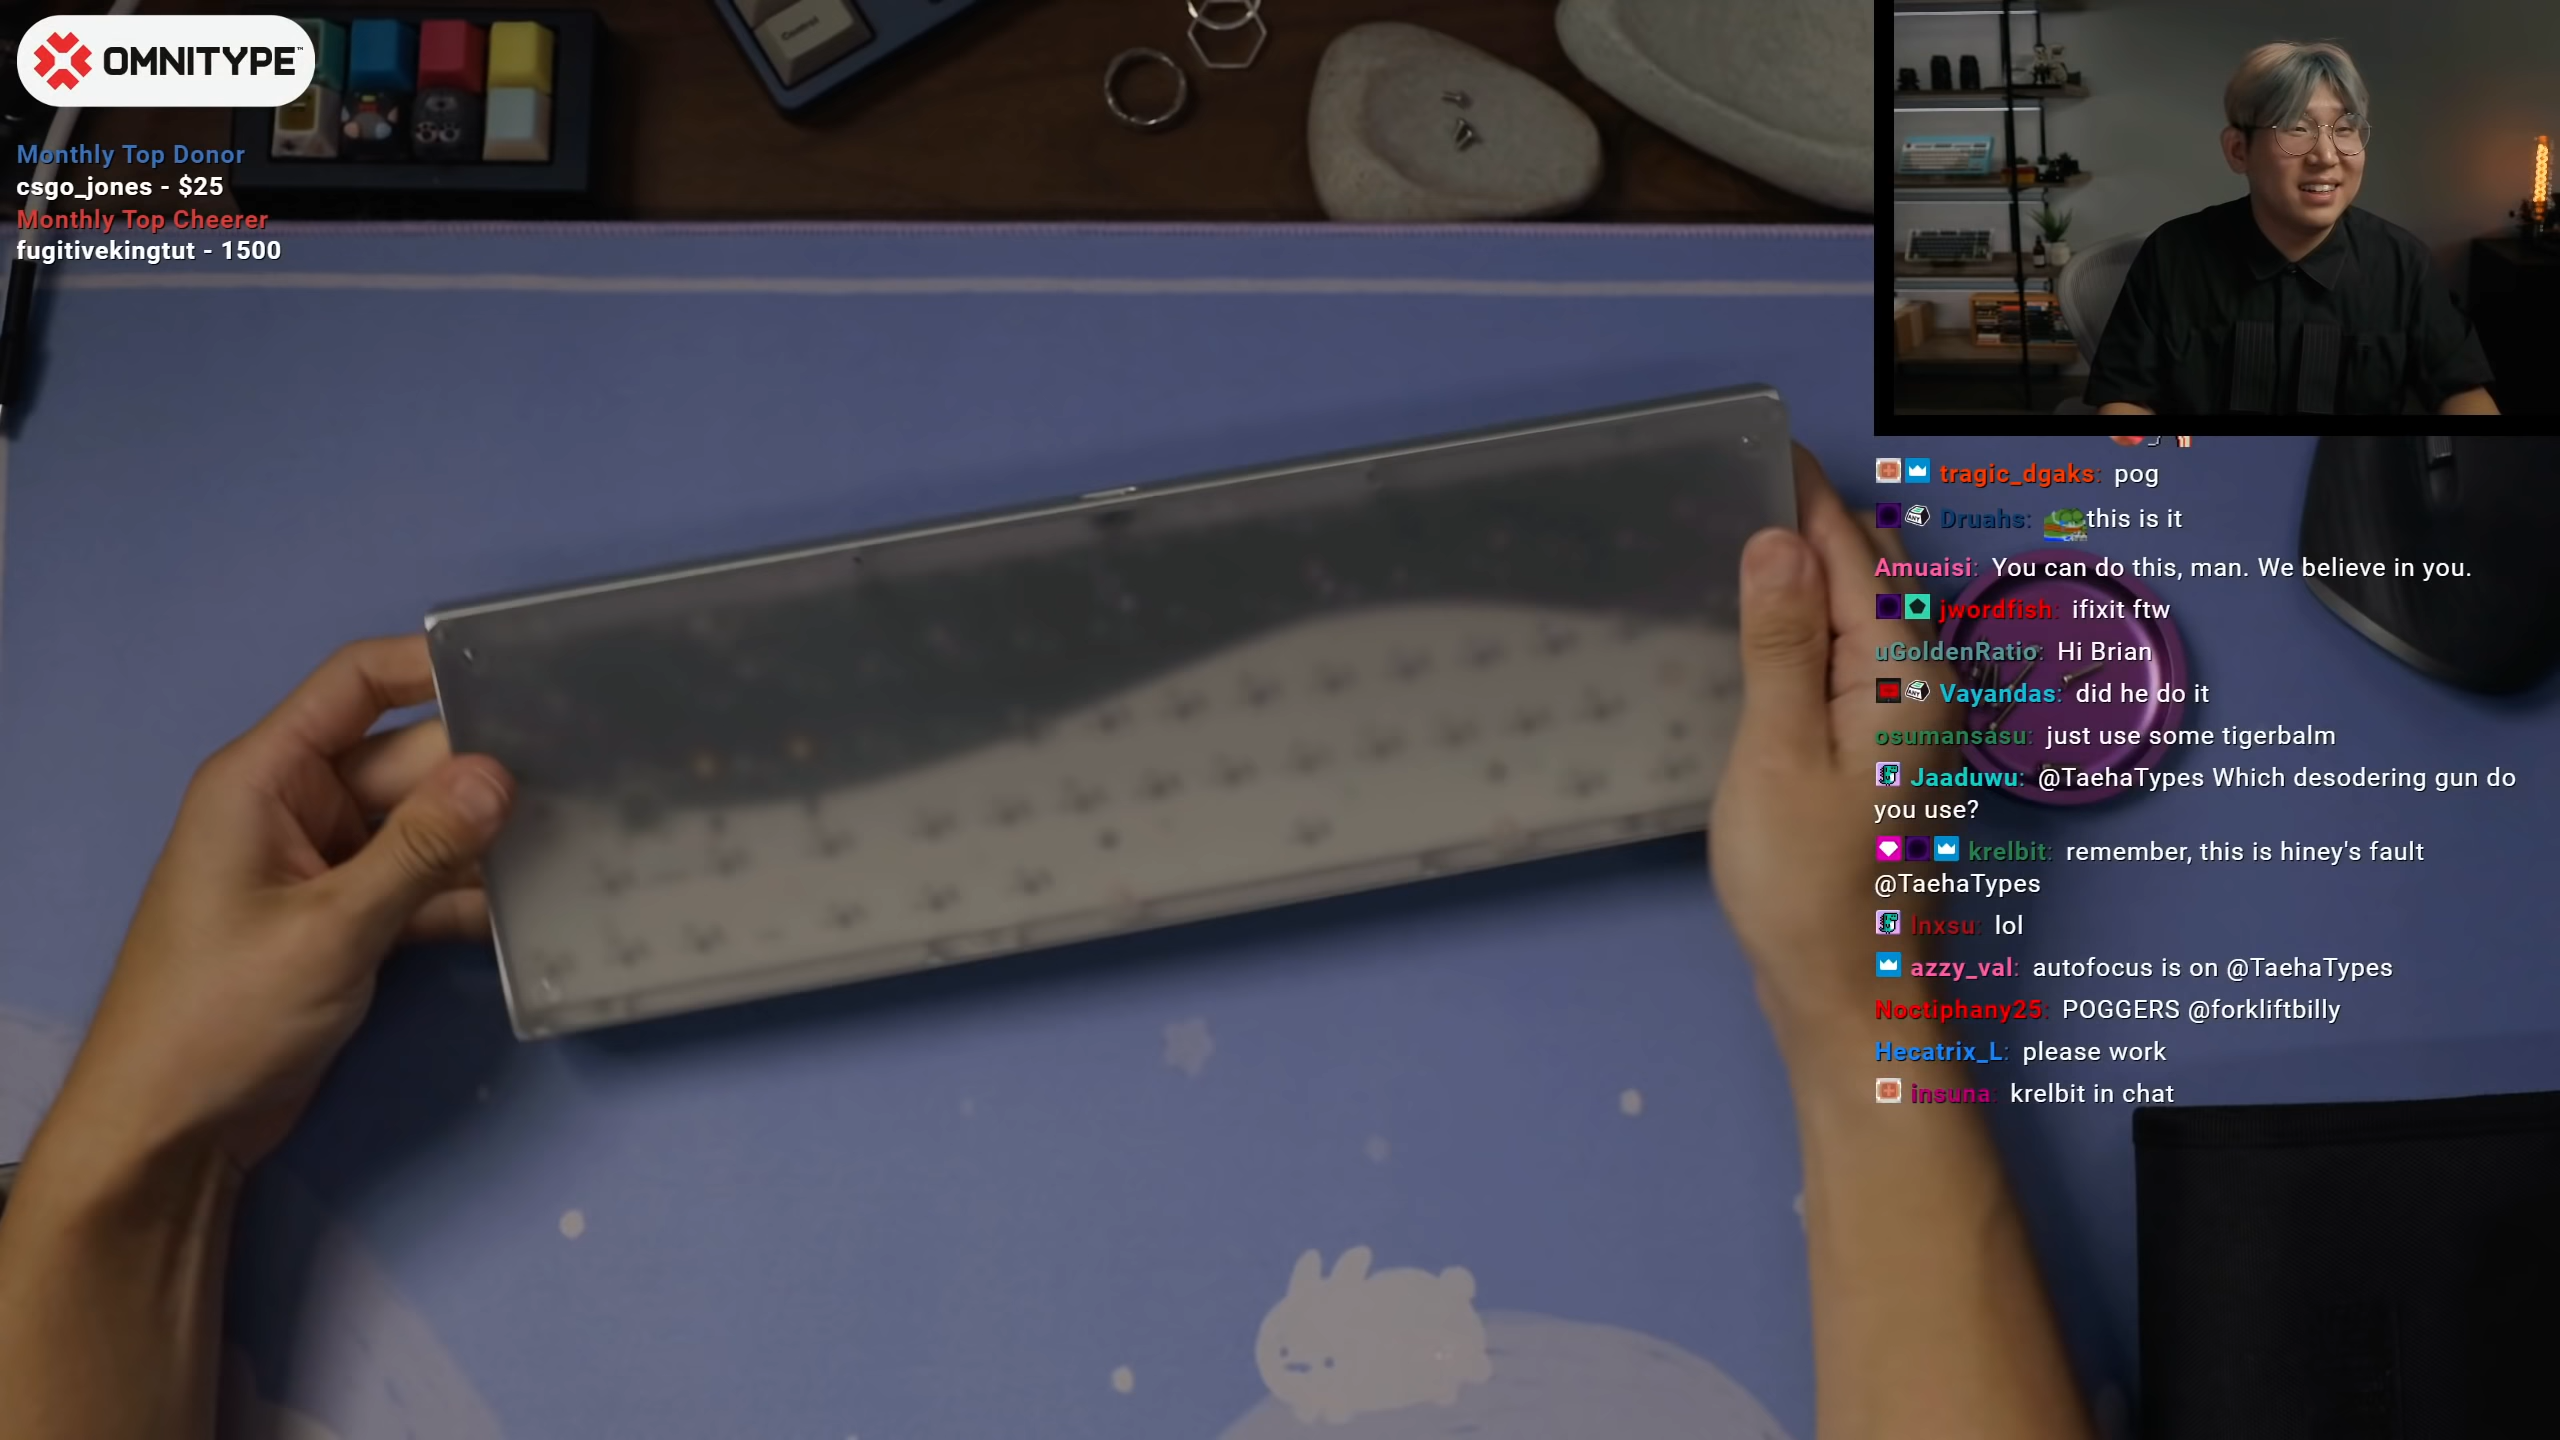 OMNITYPE™
Monthly Top Donor
csgo_jones - $25
Monthly Top Cheerer
fugitivekingtut - 1500
Control
tragic_dgaks: pog
Druahs: this is it
Amuaisi: You can do this, man. We believe in you.
jwordfish: ifixit ftw
uGoldenRatio: Hi Brian
Vayandas: did he do it
osumansasu: just use some tigerbalm
Jaaduwu: @TaehaTypes Which desodering gun do
you use?
krelbit: remember, this is hiney's fault
@TaehaTypes
lnxsu: lol
azzy_val: autofocus is on @TaehaTypes
Noctiphany25: POGGERS @forkliftbilly
Hecatrix_L: please work
insuna: krelbit in chat